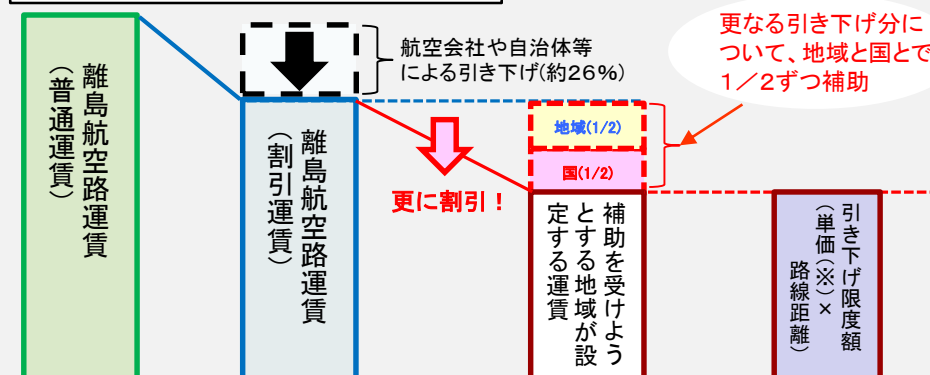 離島航空路運賃
（普通運賃）
航空会社や自治体等
による引き下げ(約26%)
離島航空路運賃
（割引運賃）
更に割引！
地域(1/2)
国(1/2)
補助を受けよう
とする地域が設
定する運賃
更なる引き下げ分に
ついて、地域と国とで
1／2ずつ補助
引き下げ限度額
（単価（※）×
路線距離）